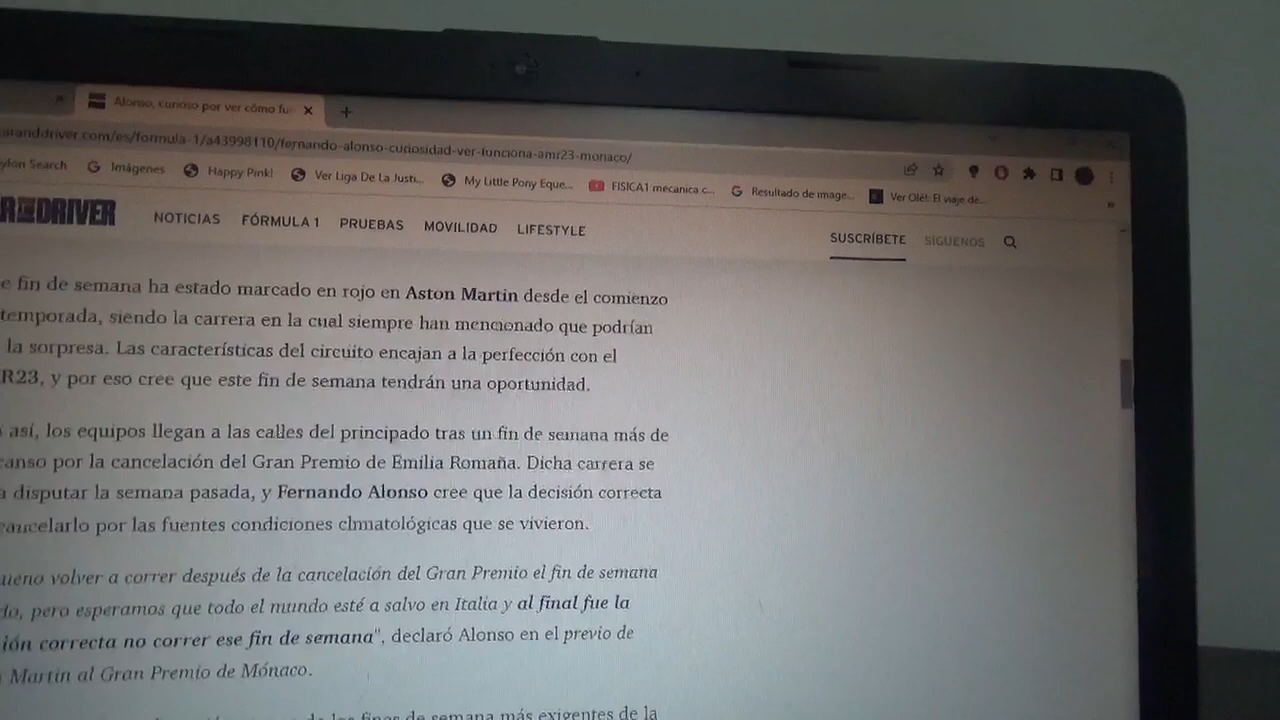 Alonso, curioso por ver cómo fu
aranddriver.com/es/formula-1/a43998110/fernando-alonso-curiosidad-ver-funciona-amr23-monaco/
Search Imágenes Happy Pink! Ver Liga De La Justi... My Little Pony Eque... FISICA1 mecanica c... Resultado de image... Ver Olé!: El viaje de...
R DRIVER NOTICIAS FÓRMULA 1 PRUEBAS MOVILIDAD LIFESTYLE SUSCRÍBETE SÍGUENOS
e fin de semana ha estado marcado en rojo en Aston Martin desde el comienzo
temporada, siendo la carrera en la cual siempre han mencionado que podrían
la sorpresa. Las características del circuito encajan a la perfección con el
R23, y por eso cree que este fin de semana tendrán una oportunidad.
así, los equipos llegan a las calles del principado tras un fin de semana más de
canso por la cancelación del Gran Premio de Emilia Romaña. Dicha carrera se
a disputar la semana pasada, y Fernando Alonso cree que la decisión correcta
cancelarlo por las fuentes condiciones climatológicas que se vivieron.
ueno volver a correr después de la cancelación del Gran Premio el fin de semana
do, pero esperamos que todo el mundo esté a salvo en Italia y al final fue la
ión correcta no correr ese fin de semana", declaró Alonso en el previo de
Martin al Gran Premio de Mónaco.
de los fines de semana más exigentes de la